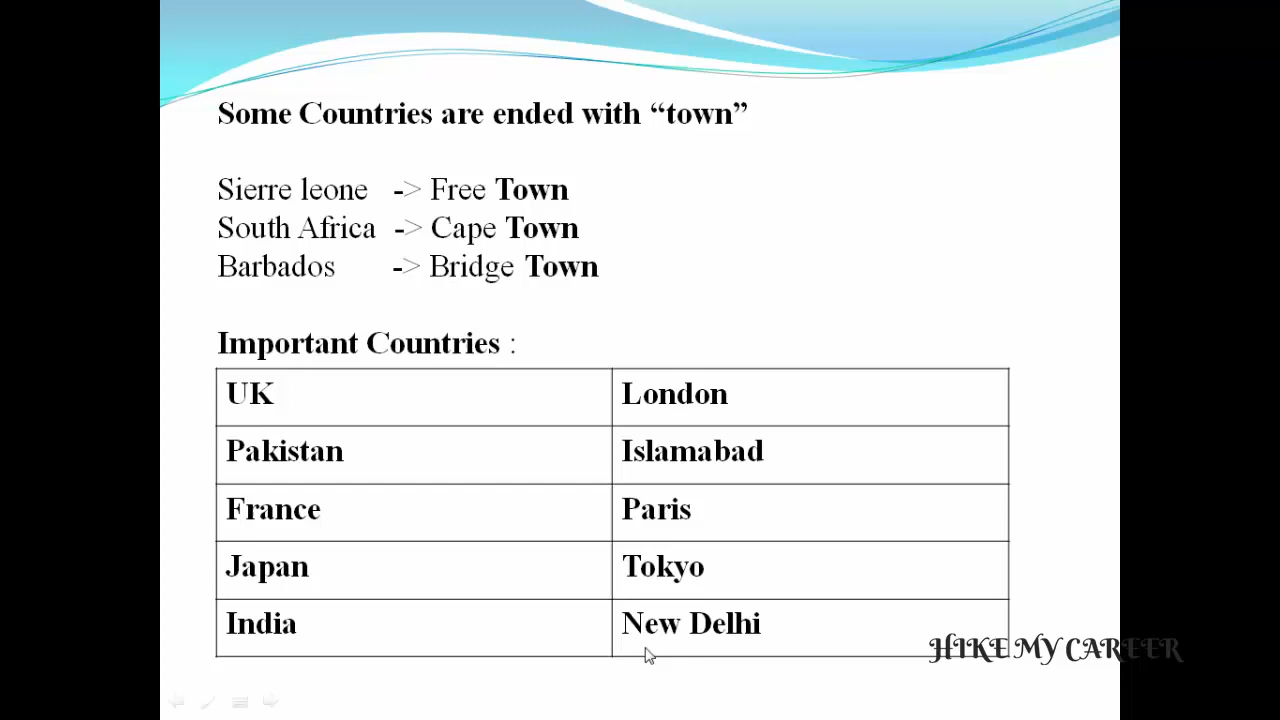 Some Countries are ended with “town”
Sierre leone -> Free Town
South Africa -> Cape Town
Barbados -> Bridge Town
Important Countries :
UK London
Pakistan Islamabad
France Paris
Japan Tokyo
India New Delhi
HIKE MY CAREER